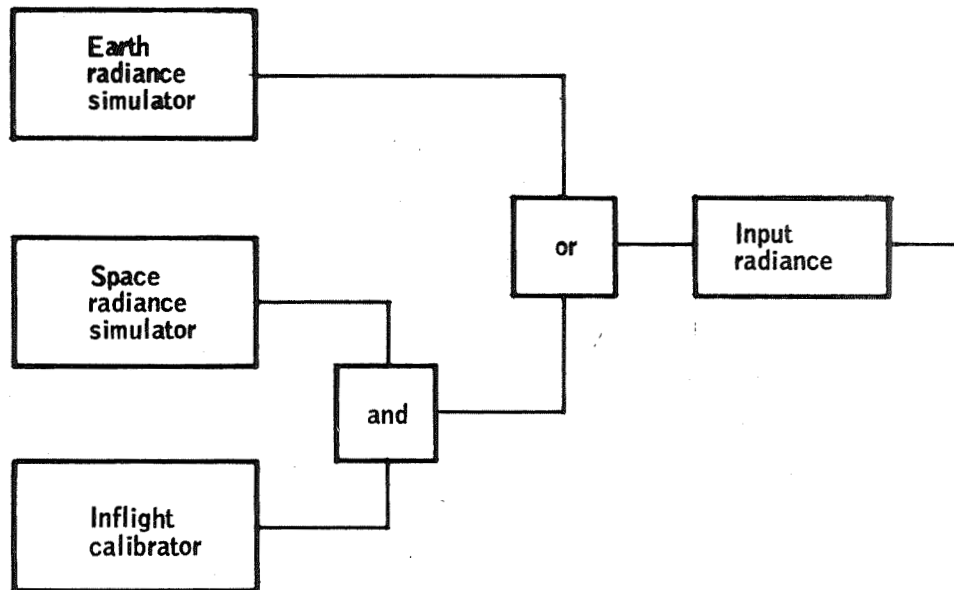 Earth
radiance
simulator
or
Input
radiance
Space
radiance
simulator
and
Inflight
calibrator